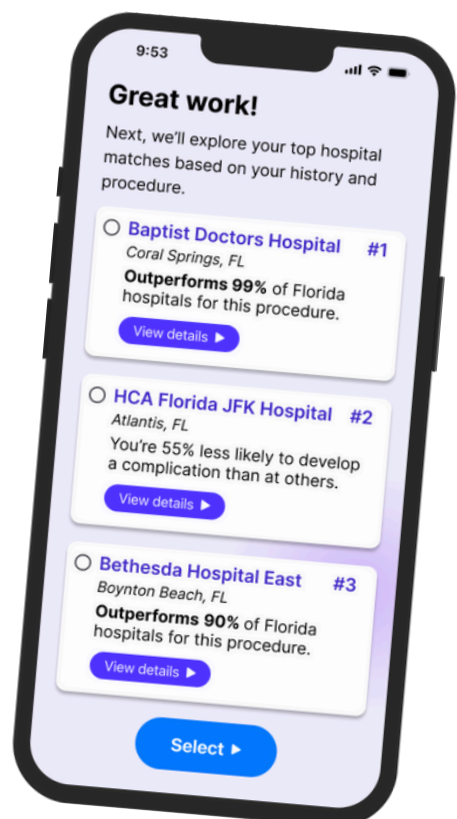 9:53
Great work!
Next, we'll explore your top hospital
matches based on your history and
procedure.
Baptist Doctors Hospital #1
Coral Springs, FL
Outperforms 99% of Florida
hospitals for this procedure.
View details ▶
HCA Florida JFK Hospital #2
Atlantis, FL
You're 55% less likely to develop
a complication than at others.
View details ▶
Bethesda Hospital East #3
Boynton Beach, FL
Outperforms 90% of Florida
hospitals for this procedure.
View details ▶
Select ▶